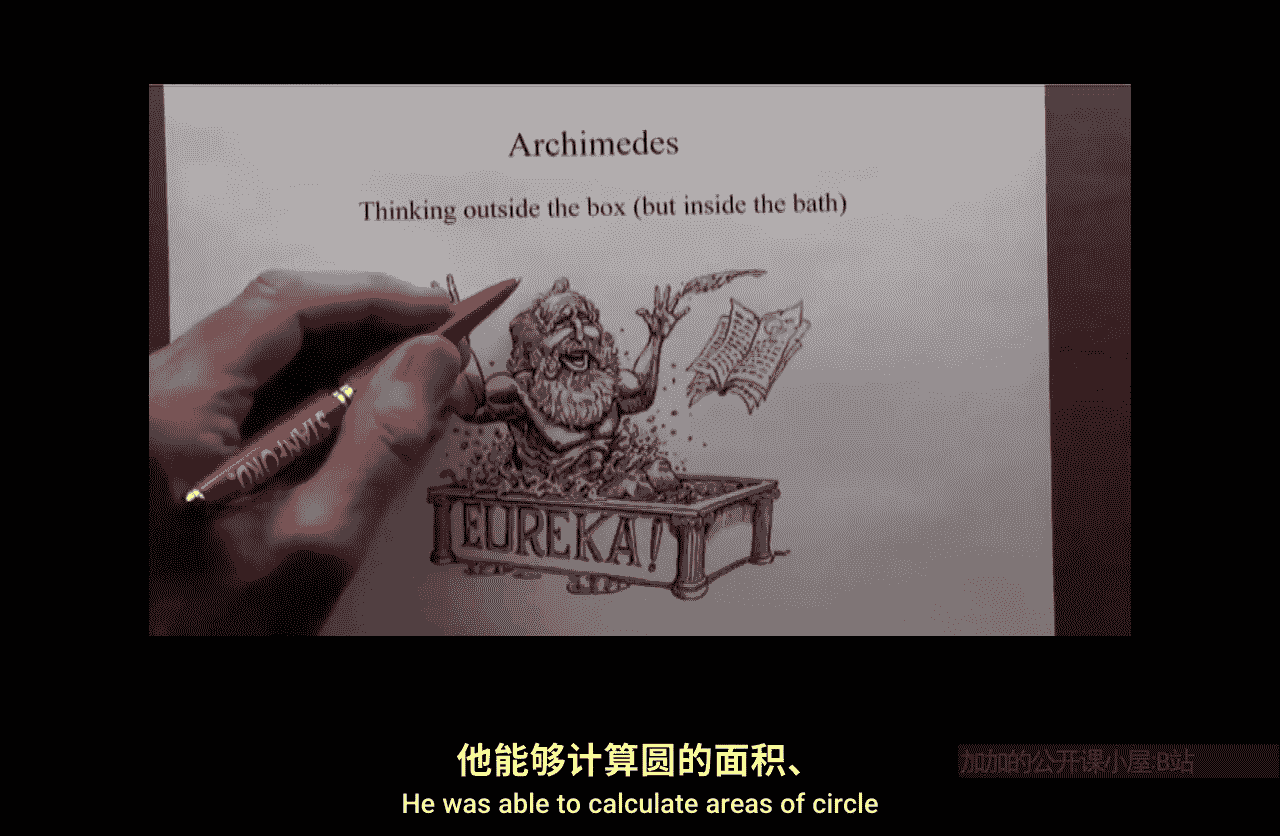 Archimedes
Thinking outside the box (but inside the bath)
STANFORD
EUREKA!
他能够计算圆的面积、
加加的公开课小屋:B站
He was able to calculate areas of circle